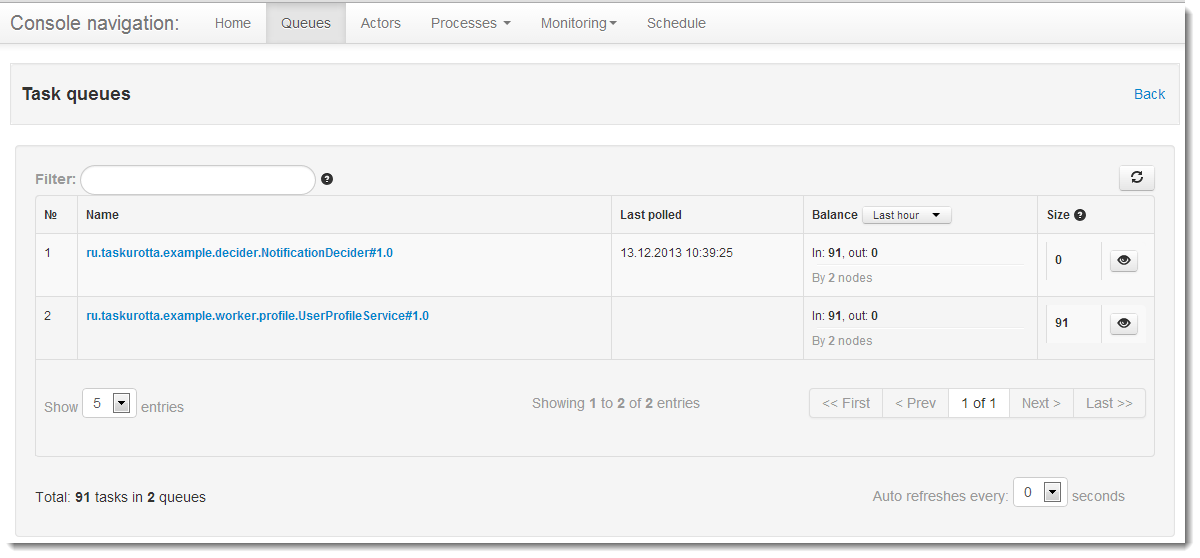 Console navigation: Home Queues Actors Processes Monitoring Schedule
Task queues Back
Filter:
№ Name Last polled Balance Last hour Size
1 ru.taskurotta.example.decider.NotificationDecider#1.0 13.12.2013 10:39:25 In: 91, out: 0 0
By 2 nodes
2 ru.taskurotta.example.worker.profile.UserProfileService#1.0 In: 91, out: 0 91
By 2 nodes
Show 5 entries Showing 1 to 2 of 2 entries << First < Prev 1 of 1 Next > Last >>
Total: 91 tasks in 2 queues Auto refreshes every: 0 seconds